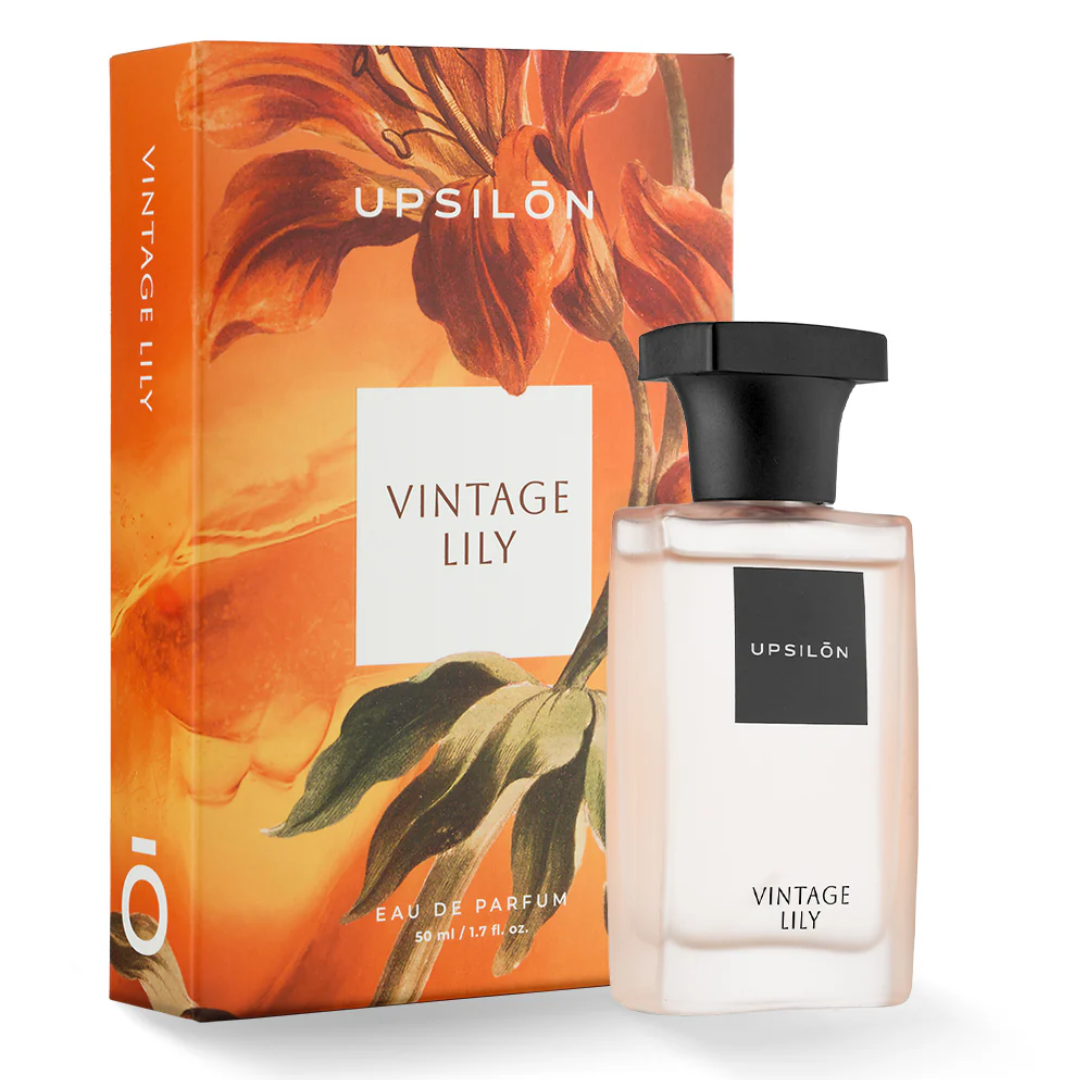 VINTAGE LILY
Ō
UPSILŌN
VINTAGE
LILY
EAU DE PARFUM
50 ml / 1.7 fl. oz.
UPSILŌN
VINTAGE
LILY